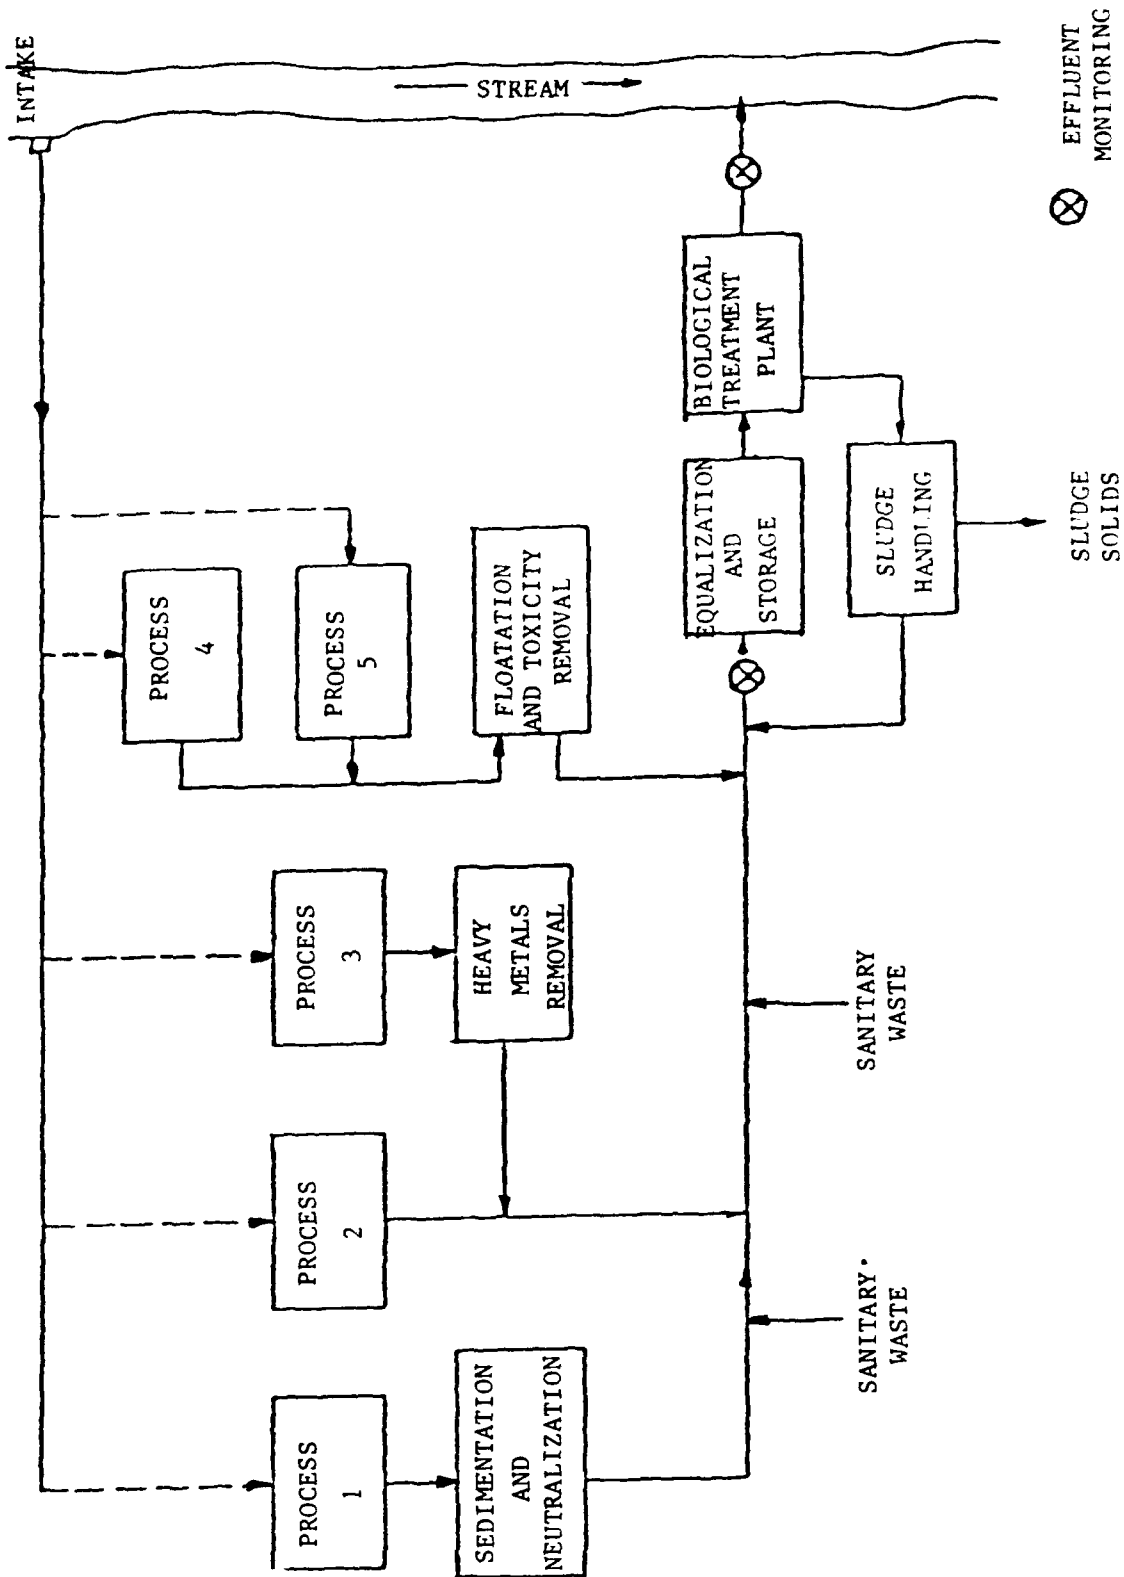 INTAKE
STREAM
PROCESS
4
PROCESS
5
FLOATATION
AND TOXICITY
REMOVAL
PROCESS
3
HEAVY
METALS
REMOVAL
PROCESS
2
PROCESS
1
SEDIMENTATION
AND
NEUTRALIZATION
SANITARY
WASTE
SANITARY
WASTE
EQUALIZATION
AND
STORAGE
BIOLOGICAL
TREATMENT
PLANT
SLUDGE
HANDLING
SLUDGE
SOLIDS
EFFLUENT
MONITORING